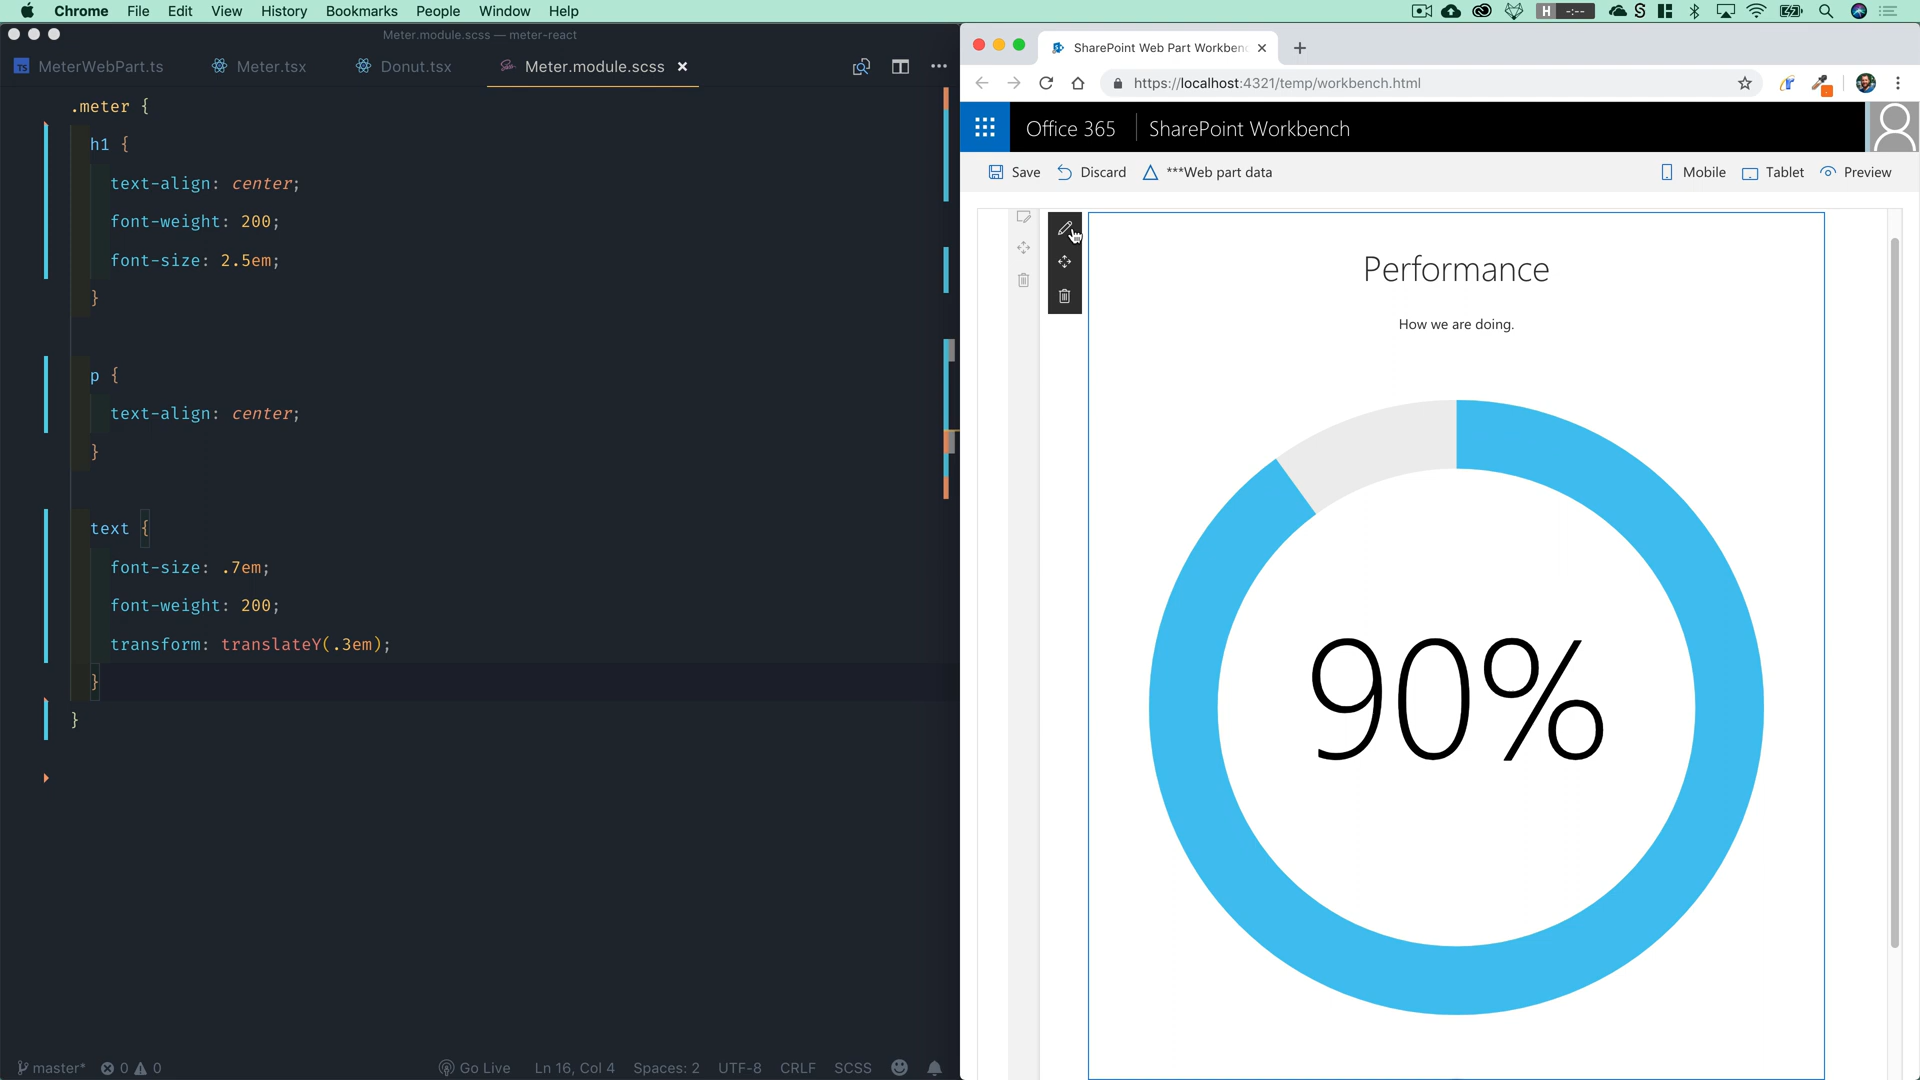 Chrome File Edit View History Bookmarks People Window Help
H --:--
Meter.module.scss — meter-react
TS MeterWebPart.ts Meter.tsx Donut.tsx Meter.module.scss
.meter {
h1 {
text-align: center;
font-weight: 200;
font-size: 2.5em;
}
p {
text-align: center;
}
text {
font-size: .7em;
font-weight: 200;
transform: translateY(.3em);
}
}
master* 0 0 Go Live Ln 16, Col 4 Spaces: 2 UTF-8 CRLF SCSS
SharePoint Web Part Workben
https://localhost:4321/temp/workbench.html
Office 365 SharePoint Workbench
Save Discard ***Web part data Mobile Tablet Preview
Performance
How we are doing.
90%